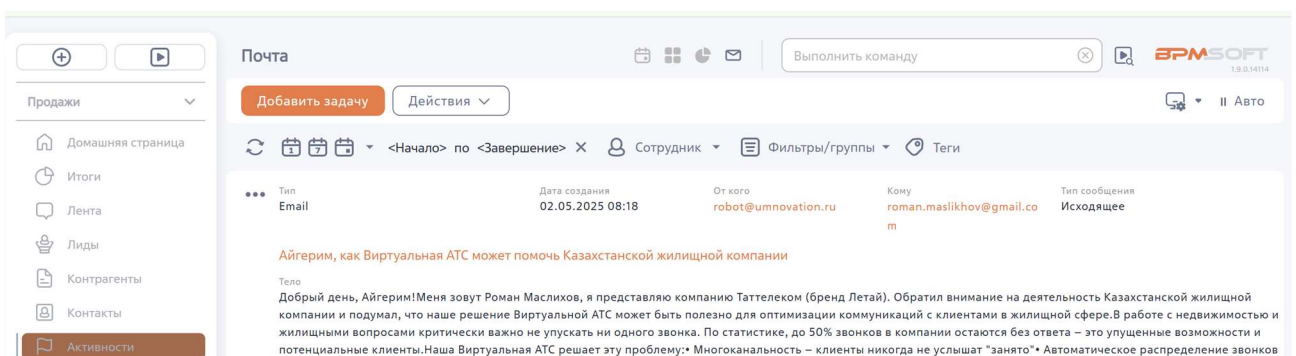 Почта
Выполнить команду
BPMSOFT
1.9.0.14114
Продажи
Добавить задачу
Действия
Авто
Домашняя страница
<Начало> по <Завершение>
Сотрудник
Фильтры/группы
Теги
Итоги
Лента
Лиды
Контрагенты
Контакты
Активности
Тип
Email
Дата создания
02.05.2025 08:18
От кого
robot@umnovation.ru
Кому
roman.maslikhov@gmail.co
m
Тип сообщения
Исходящее
Айгерим, как Виртуальная АТС может помочь Казахстанской жилищной компании
Тело
Добрый день, Айгерим!Меня зовут Роман Маслихов, я представляю компанию Таттелеком (бренд Летай). Обратил внимание на деятельность Казахстанской жилищной
компании и подумал, что наше решение Виртуальной АТС может быть полезно для оптимизации коммуникаций с клиентами в жилищной сфере.В работе с недвижимостью и
жилищными вопросами критически важно не упускать ни одного звонка. По статистике, до 50% звонков в компании остаются без ответа – это упущенные возможности и
потенциальные клиенты.Наша Виртуальная АТС решает эту проблему:• Многоканальность – клиенты никогда не услышат "занято"• Автоматическое распределение звонков